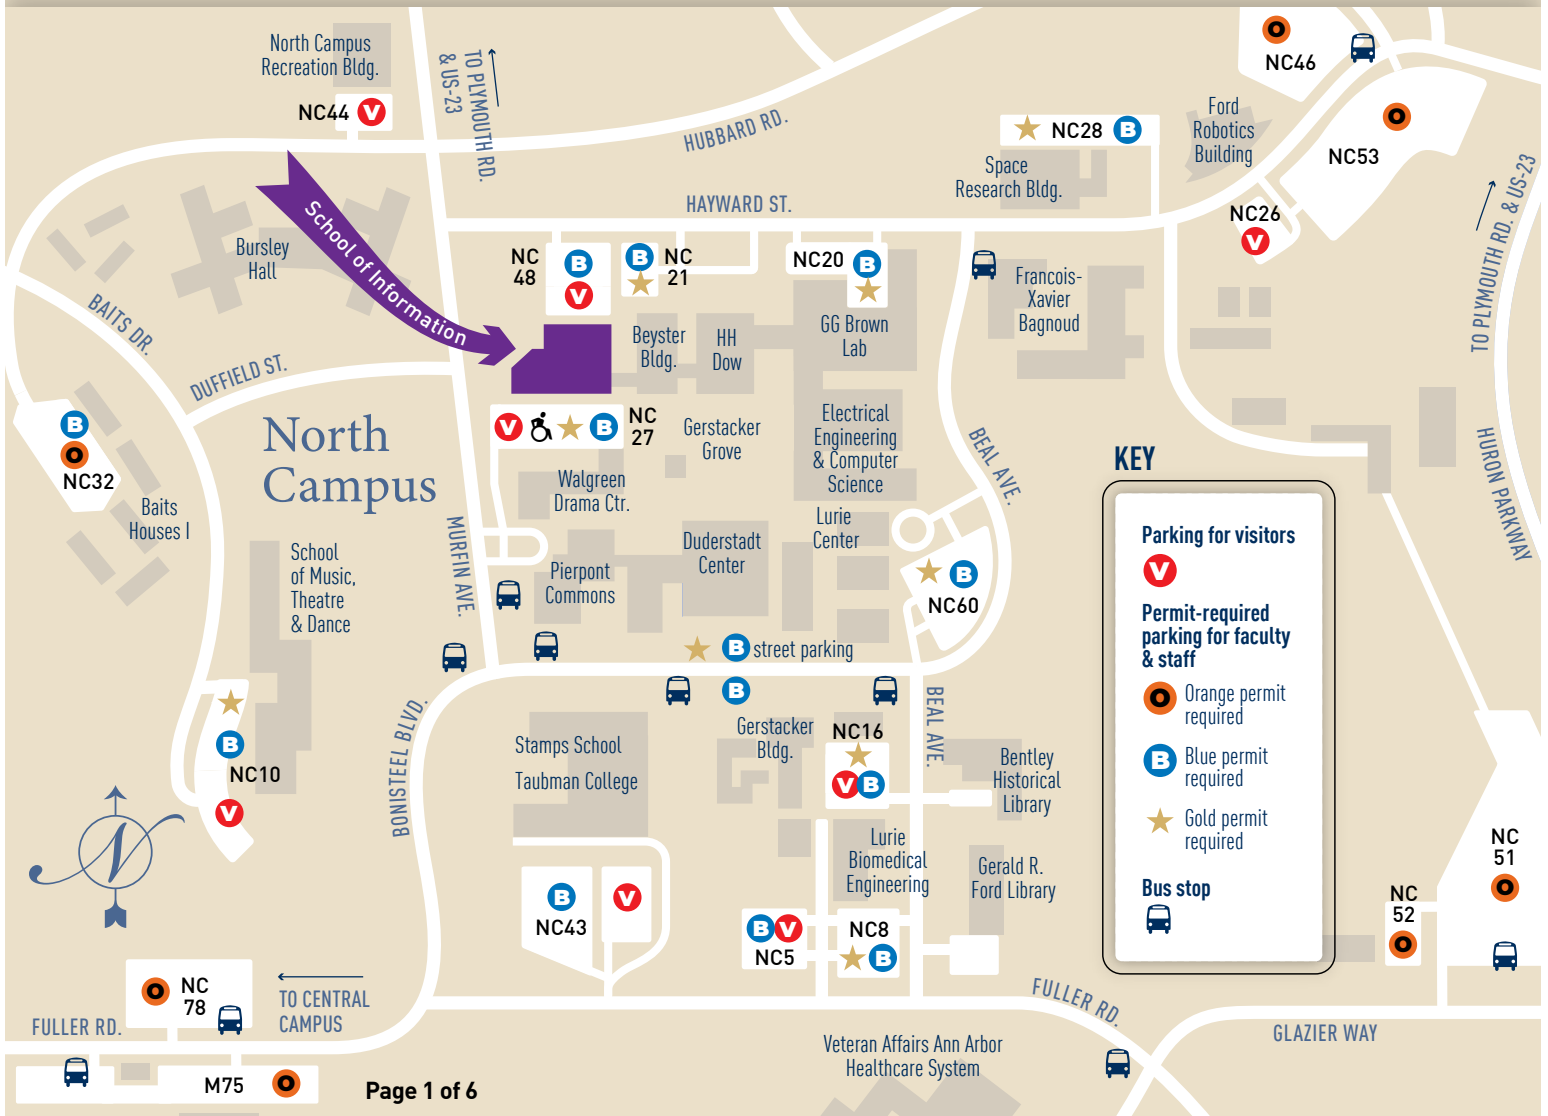 North Campus
Recreation Bldg.
NC44 V
TO PLYMOUTH RD.
& US-23
HUBBARD RD.
O
NC46
O
NC53
Ford
Robotics
Building
NC28 B
Space
Research Bldg.
HAYWARD ST.
NC26
V
TO PLYMOUTH RD. & US-23
HURON PARKWAY
School of Information
Bursley
Hall
BAITS DR.
DUFFIELD ST.
NC
48
B
V
B
NC
21
NC20 B
Francois-
Xavier
Bagnoud
Beyster
Bldg.
HH
Dow
GG Brown
Lab
B
O
NC32
Baits
Houses I
North
Campus
V B NC
27
Gerstacker
Grove
Electrical
Engineering
& Computer
Science
BEAL AVE.
Walgreen
Drama Ctr.
MURFIN AVE.
School
of Music,
Theatre
& Dance
Pierpont
Commons
Duderstadt
Center
Lurie
Center
B
NC60
B street parking
B
B
NC10
V
N
BONISTEEL BLVD.
Stamps School
Taubman College
Gerstacker
Bldg.
NC16
V B
BEAL AVE.
Bentley
Historical
Library
Lurie
Biomedical
Engineering
Gerald R.
Ford Library
B
NC43
V
B V
NC5
NC8
B
KEY
Parking for visitors
V
Permit-required
parking for faculty
& staff
O Orange permit
required
B Blue permit
required
Gold permit
required
Bus stop
NC
51
O
NC
52
O
O NC
78
TO CENTRAL
CAMPUS
FULLER RD.
FULLER RD.
GLAZIER WAY
Veteran Affairs Ann Arbor
Healthcare System
M75 O
Page 1 of 6